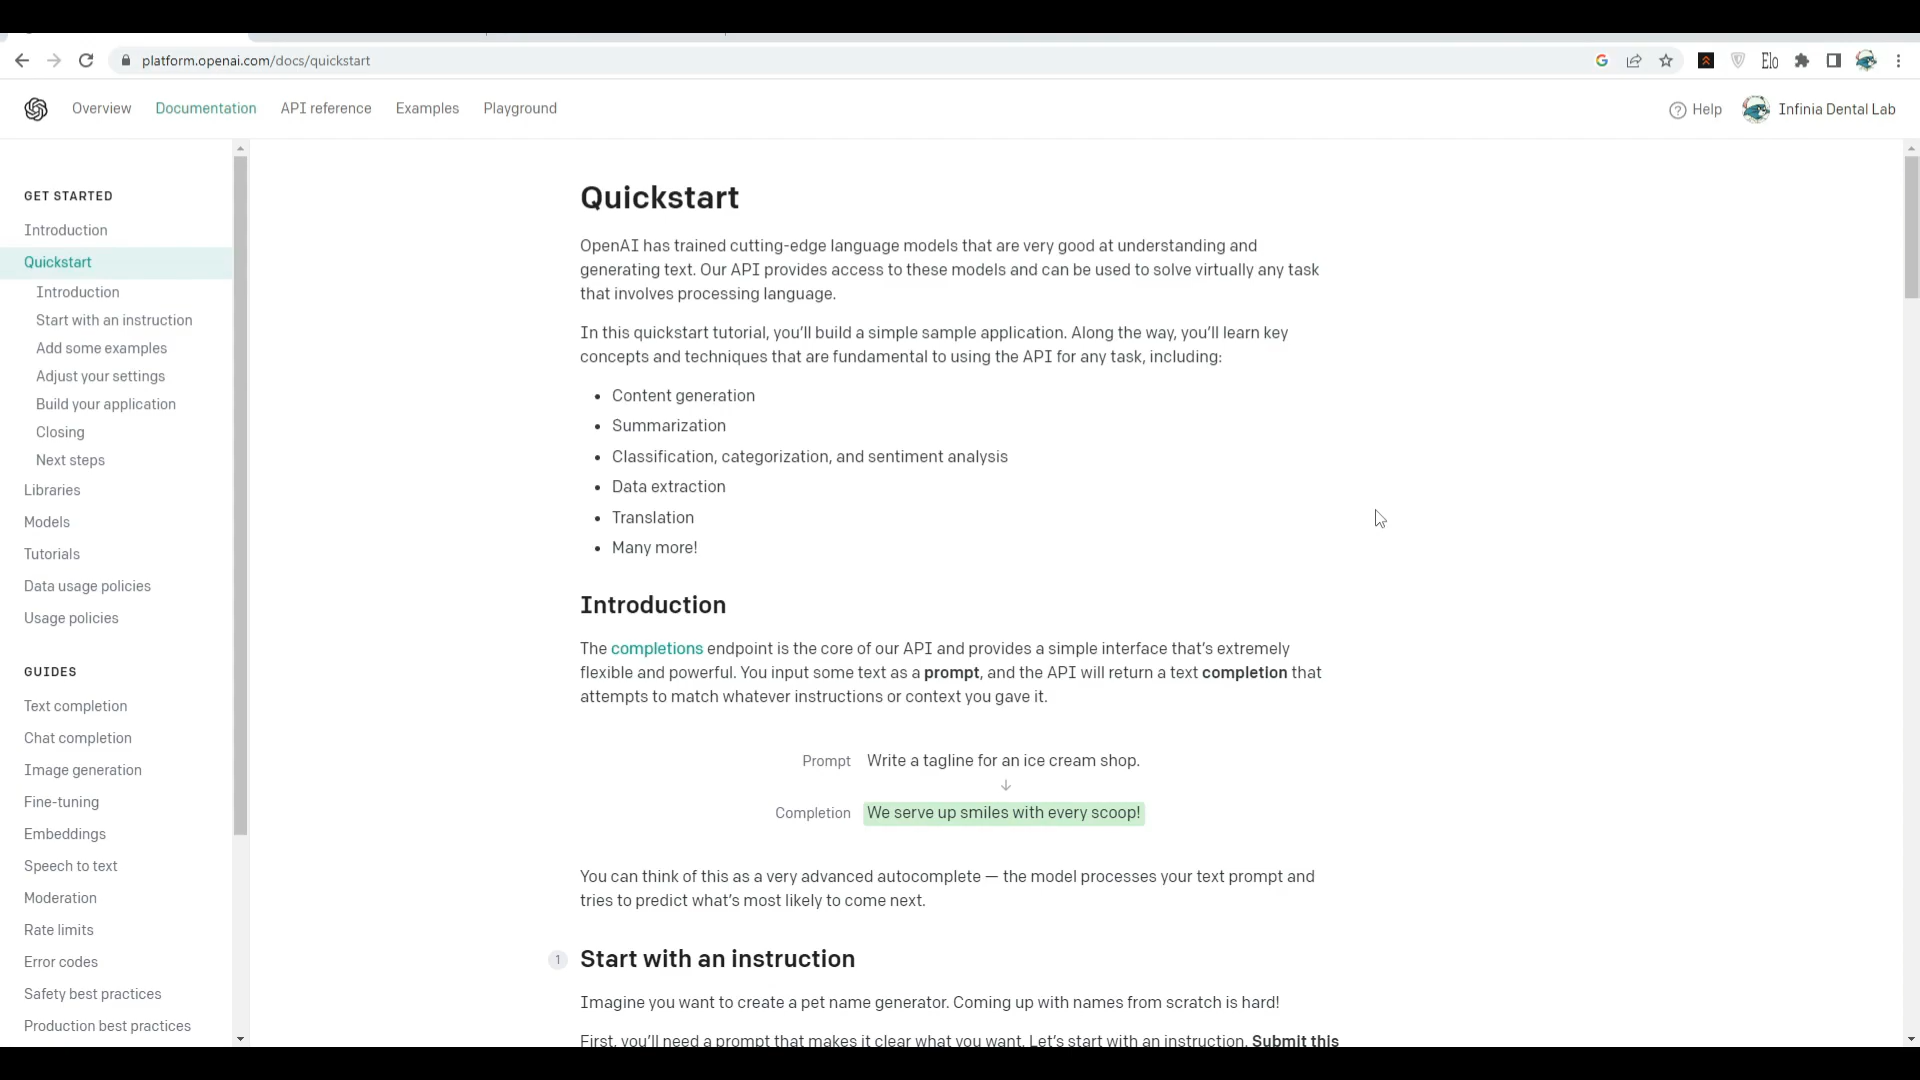 platform.openai.com/docs/quickstart
Elo
Overview Documentation API reference Examples Playground
Help Infinia Dental Lab
GET STARTED
Introduction
Quickstart
Introduction
Start with an instruction
Add some examples
Adjust your settings
Build your application
Closing
Next steps
Libraries
Models
Tutorials
Data usage policies
Usage policies
GUIDES
Text completion
Chat completion
Image generation
Fine-tuning
Embeddings
Speech to text
Moderation
Rate limits
Error codes
Safety best practices
Production best practices
Quickstart
OpenAI has trained cutting-edge language models that are very good at understanding and
generating text. Our API provides access to these models and can be used to solve virtually any task
that involves processing language.
In this quickstart tutorial, you’ll build a simple sample application. Along the way, you’ll learn key
concepts and techniques that are fundamental to using the API for any task, including:
• Content generation
• Summarization
• Classification, categorization, and sentiment analysis
• Data extraction
• Translation
• Many more!
Introduction
The completions endpoint is the core of our API and provides a simple interface that’s extremely
flexible and powerful. You input some text as a prompt, and the API will return a text completion that
attempts to match whatever instructions or context you gave it.
Prompt Write a tagline for an ice cream shop.
↓
Completion We serve up smiles with every scoop!
You can think of this as a very advanced autocomplete — the model processes your text prompt and
tries to predict what’s most likely to come next.
1 Start with an instruction
Imagine you want to create a pet name generator. Coming up with names from scratch is hard!
First, you’ll need a prompt that makes it clear what you want. Let’s start with an instruction. Submit this